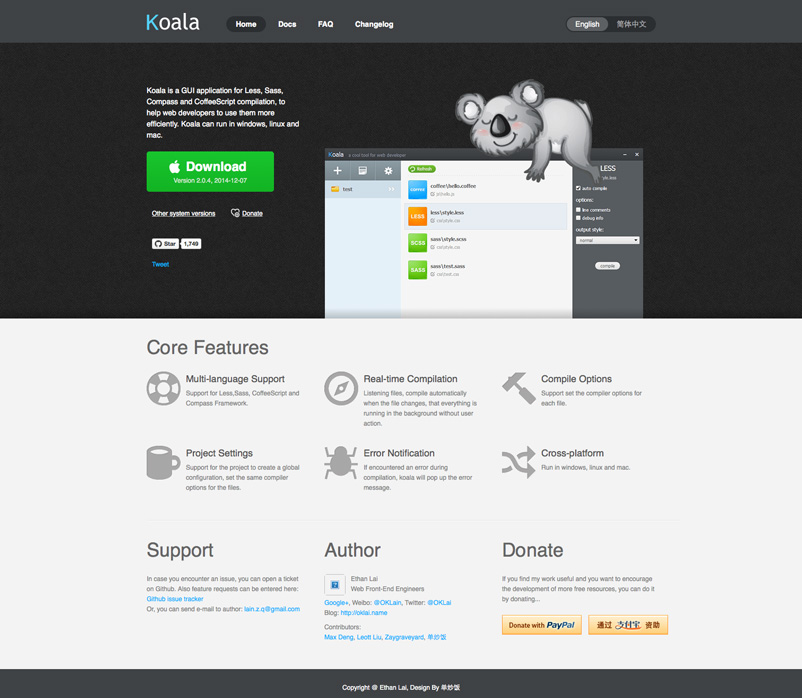 Koala
Home Docs FAQ Changelog
English 简体中文
Koala is a GUI application for Less, Sass,
Compass and CoffeeScript compilation, to
help web developers to use them more
efficiently. Koala can run in windows, linux and
mac.
Download
Version 2.0.4, 2014-12-07
Other system versions Donate
Star 1,749
Tweet
Koala a cool tool for web developer
Refresh
test
coffee coffee\hello.coffee
LESS less\style.less
css\style.css
SCSS sass\style.scss
css\style.css
SASS sass\test.sass
css\test.css
LESS
auto compile
options:
line comments
debug info
output style:
normal
compile
Core Features
Multi-language Support
Support for Less,Sass, CoffeeScript and
Compass Framework.
Real-time Compilation
Listening files, compile automatically
when the file changes, that everything is
running in the background without user
action.
Compile Options
Support set the compiler options for
each file.
Project Settings
Support for the project to create a global
configuration, set the same compiler
options for the files.
Error Notification
If encountered an error during
compilation, koala will pop up the error
message.
Cross-platform
Run in windows, linux and mac.
Support
In case you encounter an issue, you can open a ticket
on Github. Also feature requests can be entered here:
Github issue tracker
Or, you can send e-mail to author: lain.z.q@gmail.com
Author
Ethan Lai
Web Front-End Engineers
Google+, Weibo: @OKLain, Twitter: @OKLai
Blog: http://oklai.name
Contributors:
Max Deng, Leott Liu, Zaygraveyard, 单炒饭
Donate
If you find my work useful and you want to encourage
the development of more free resources, you can do it
by donating...
Donate with PayPal
通过 支付宝 资助
Copyright @ Ethan Lai, Design By 单炒饭